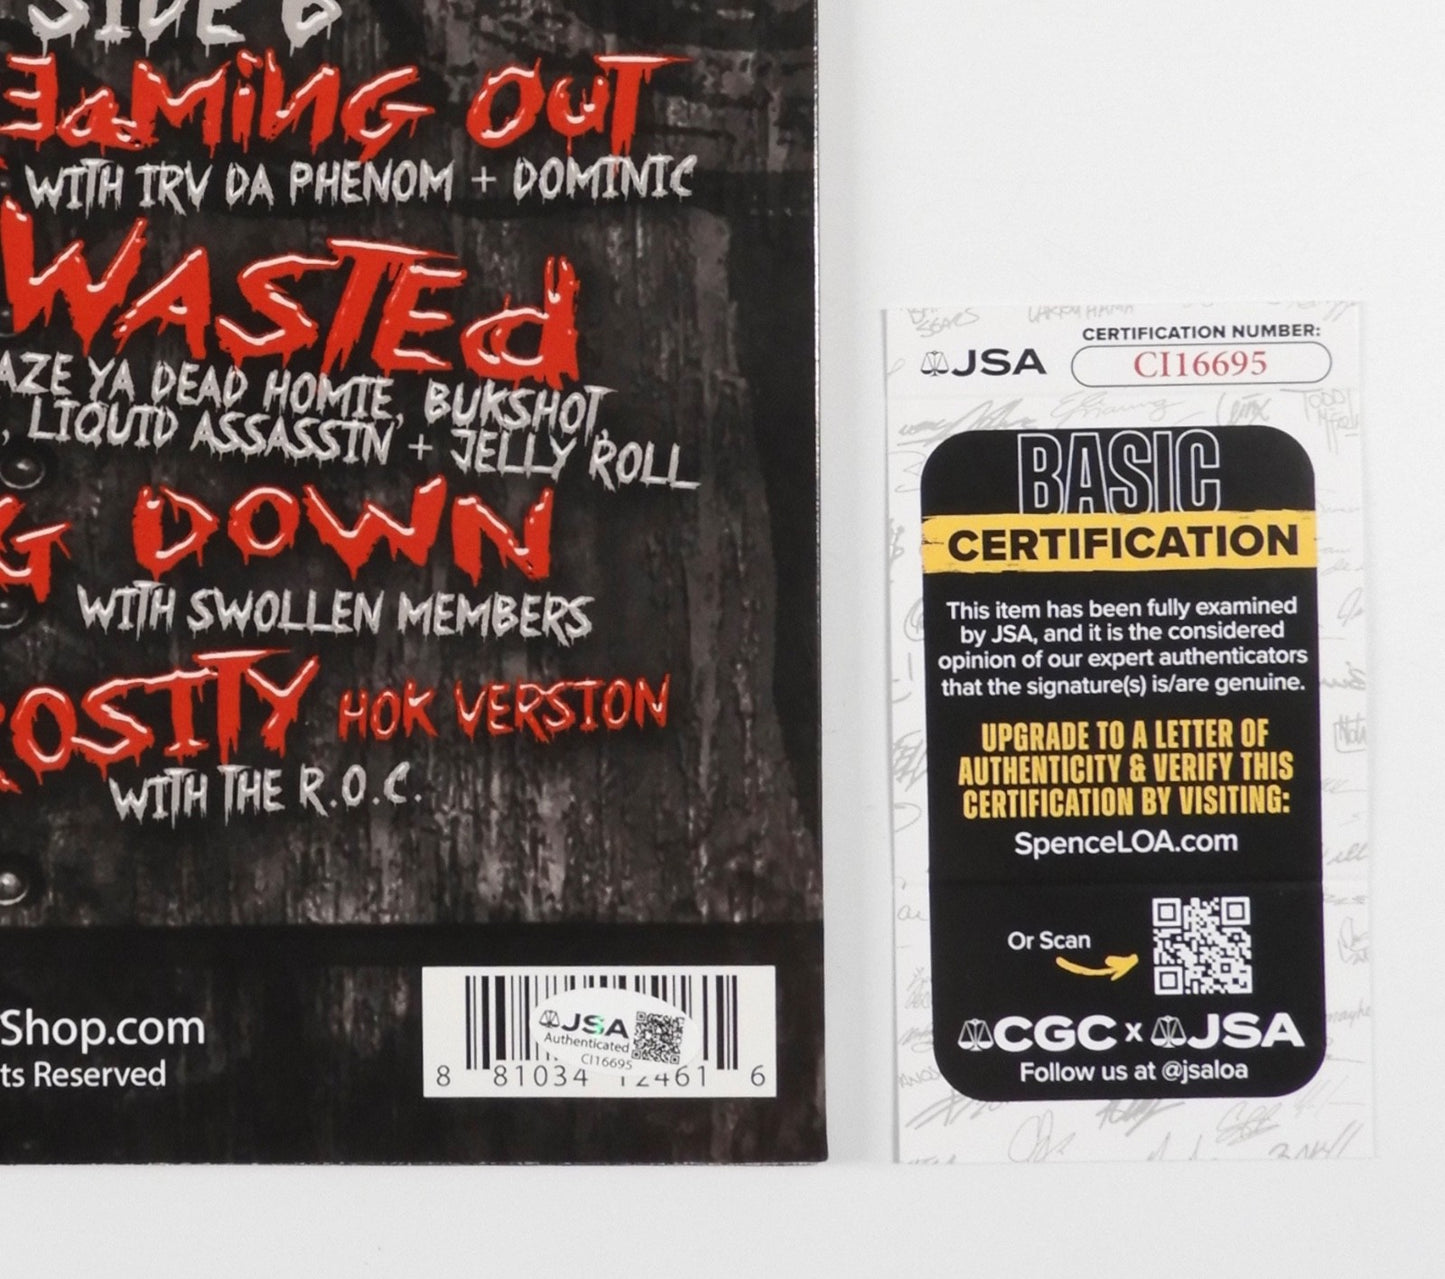 SIDE B
eaMiNG OuT
WITH IRV DA PHENOM + DOMINIC
WASTEd
AZE YA DEAD HOMIE, BUKSHOT,
, LIQUID ASSASSIN + JELLY ROLL
G DOWN
WITH SWOLLEN MEMBERS
OSITY HOK VERSION
WITH THE R.O.C.
Shop.com
ts Reserved
JSA
Authenticated
CI16695
8 81034 12461 6
JSA
CERTIFICATION NUMBER:
CI16695
BASIC
CERTIFICATION
This item has been fully examined
by JSA, and it is the considered
opinion of our expert authenticators
that the signature(s) is/are genuine.
UPGRADE TO A LETTER OF
AUTHENTICITY & VERIFY THIS
CERTIFICATION BY VISITING:
SpenceLOA.com
Or Scan
CGC x JSA
Follow us at @jsaloa